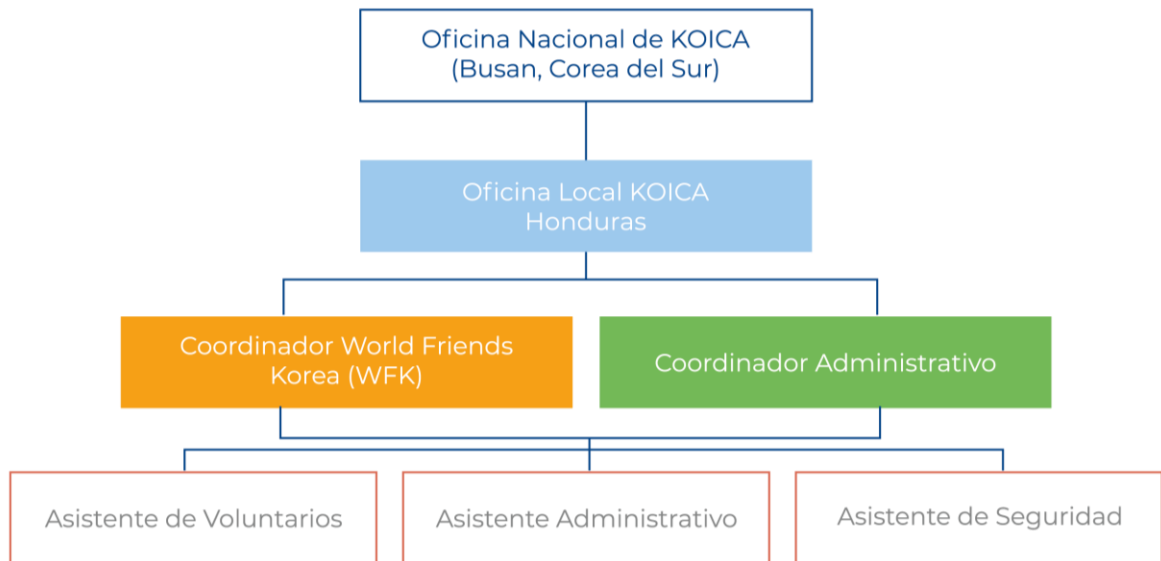 Oficina Nacional de KOICA
(Busan, Corea del Sur)
Oficina Local KOICA
Honduras
Coordinador World Friends
Korea (WFK)
Coordinador Administrativo
Asistente de Voluntarios
Asistente Administrativo
Asistente de Seguridad